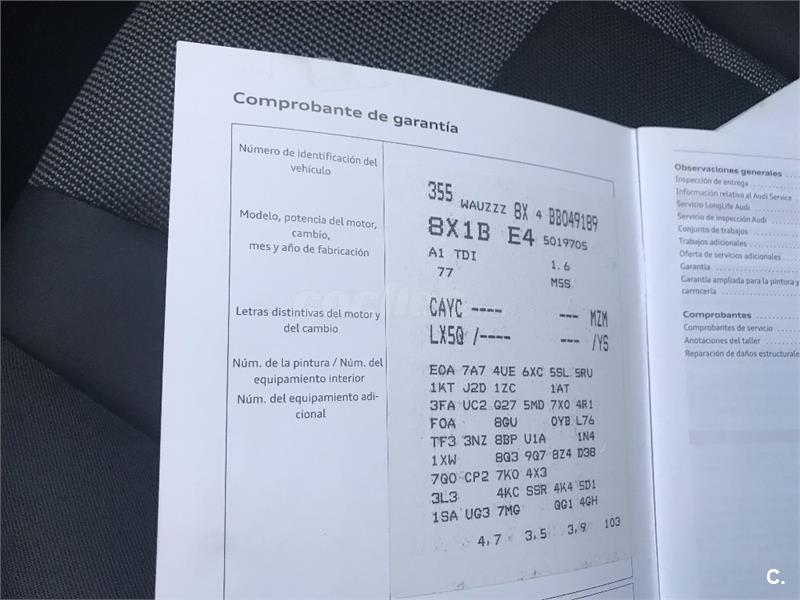 Comprobante de garantía
Número de identificación del
vehículo
355 WAUZZZ 8X 4 BB049189
Modelo, potencia del motor,
cambio,
mes y año de fabricación
8X1B E4 5019705
A1 TDI 1.6
77 M5S
Letras distintivas del motor y
del cambio
CAYC ---- --- MZM
LX5Q /---- --- /YS
Núm. de la pintura / Núm. del
equipamiento interior
Núm. del equipamiento adi-
cional
E0A 7A7 4UE 6XC 5SL 5RU
1KT J2D 1ZC 1AT
3FA UC2 G27 5MD 7X0 4R1
F0A 8GU 0YB L76
TF3 3NZ 8BP U1A 1N4
1XW 8Q3 9Q7 8Z4 D38
7Q0 CP2 7K0 4X3
3L3 4KC SSR 4K4 5D1
1SA UG3 7MG QG1 4GH
4,7 3,5 3,9 103
Observaciones generales
Inspección de entrega
Información relativa al Audi Service
Servicio LongLife Audi
Servicio de inspección Audi
Conjunto de trabajos
Trabajos adicionales
Oferta de servicios adicionales
Garantía
Garantía ampliada para la pintura y
carrocería
Comprobantes
Comprobantes de servicio
Anotaciones del taller
Reparación de daños estructurale
C.